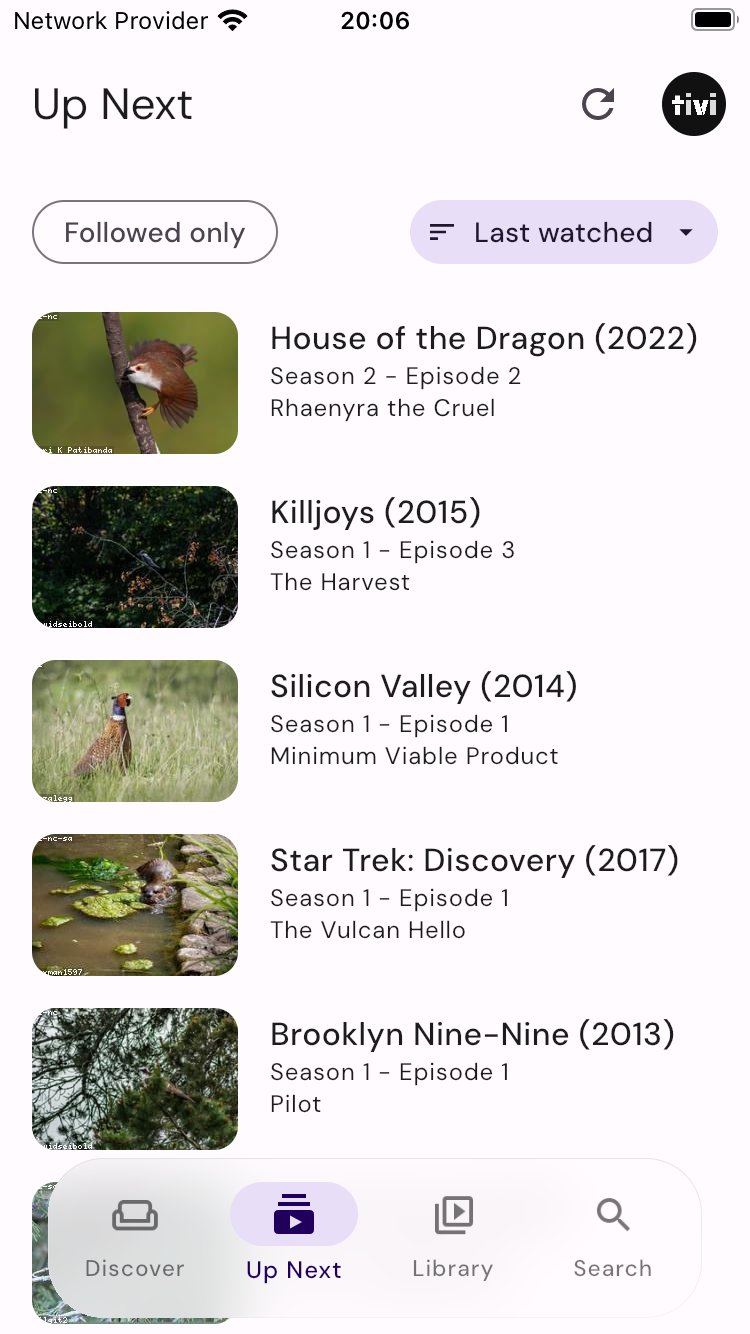 Network Provider 20:06
Up Next
tivi
Followed only
Last watched
House of the Dragon (2022)
Season 2 - Episode 2
Rhaenyra the Cruel
Killjoys (2015)
Season 1 - Episode 3
The Harvest
Silicon Valley (2014)
Season 1 - Episode 1
Minimum Viable Product
Star Trek: Discovery (2017)
Season 1 - Episode 1
The Vulcan Hello
Brooklyn Nine-Nine (2013)
Season 1 - Episode 1
Pilot
Discover
Up Next
Library
Search